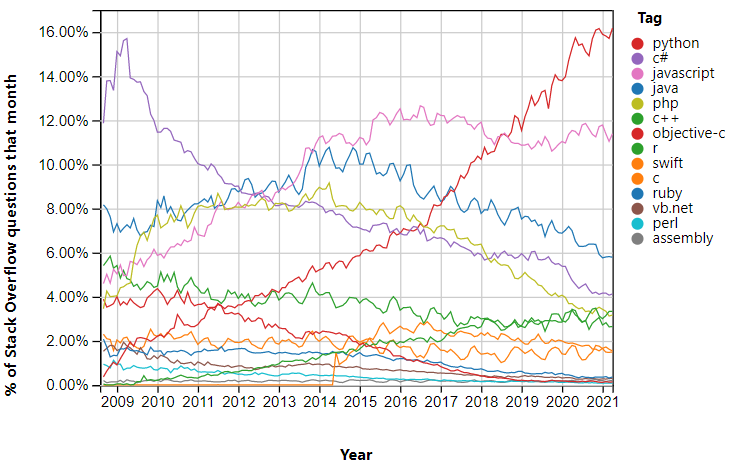 % of Stack Overflow questions that month
16.00%
14.00%
12.00%
10.00%
8.00%
6.00%
4.00%
2.00%
0.00%
2009 2010 2011 2012 2013 2014 2015 2016 2017 2018 2019 2020 2021
Year
Tag
python
c#
javascript
java
php
c++
objective-c
r
swift
c
ruby
vb.net
perl
assembly